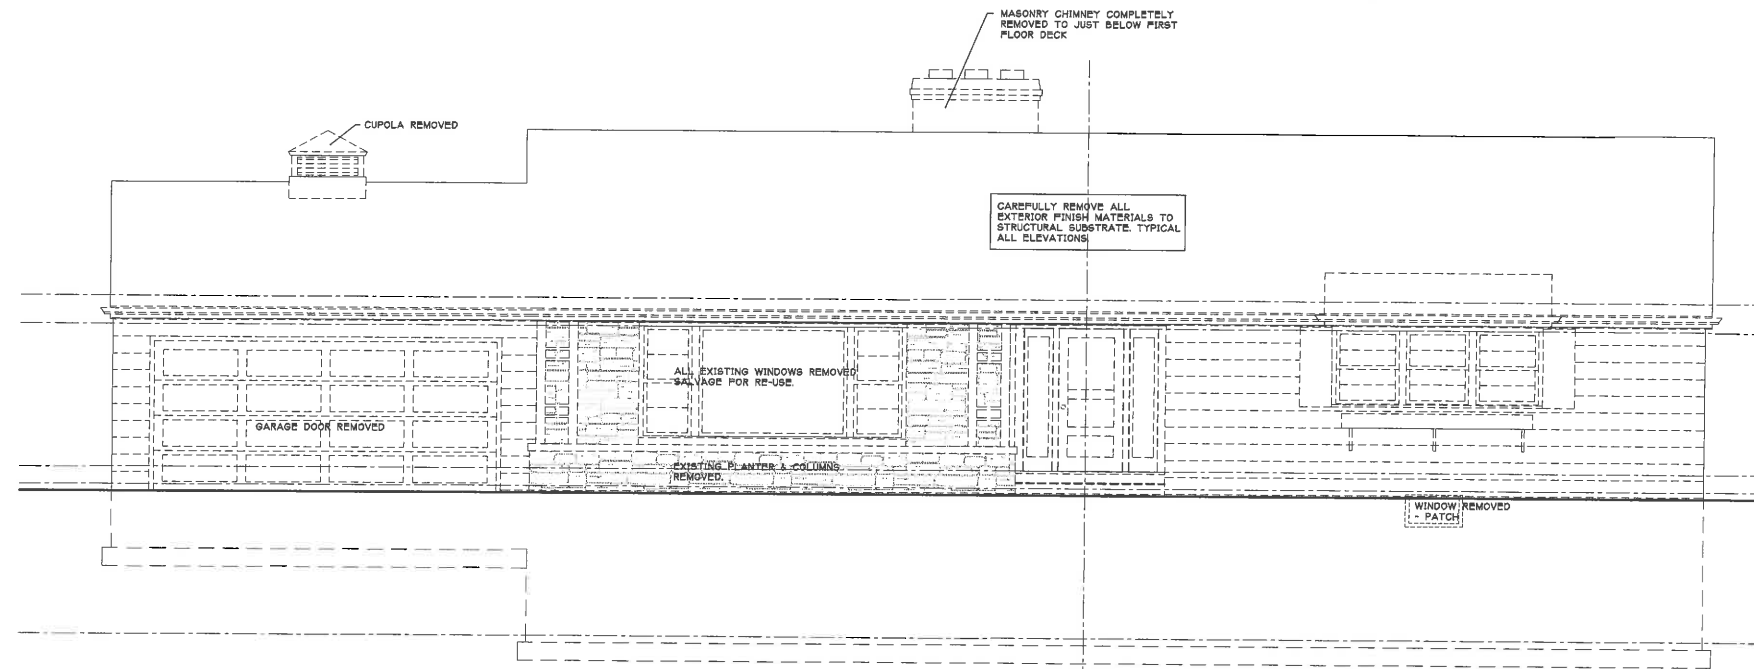 MASONRY CHIMNEY COMPLETELY
REMOVED TO JUST BELOW FIRST
FLOOR DECK
CUPOLA REMOVED
CAREFULLY REMOVE ALL
EXTERIOR FINISH MATERIALS TO
STRUCTURAL SUBSTRATE. TYPICAL
ALL ELEVATIONS.
ALL EXISTING WINDOWS REMOVED
SALVAGE FOR RE-USE.
GARAGE DOOR REMOVED
EXISTING PLANTER & COLUMNS
REMOVED.
WINDOW REMOVED
- PATCH